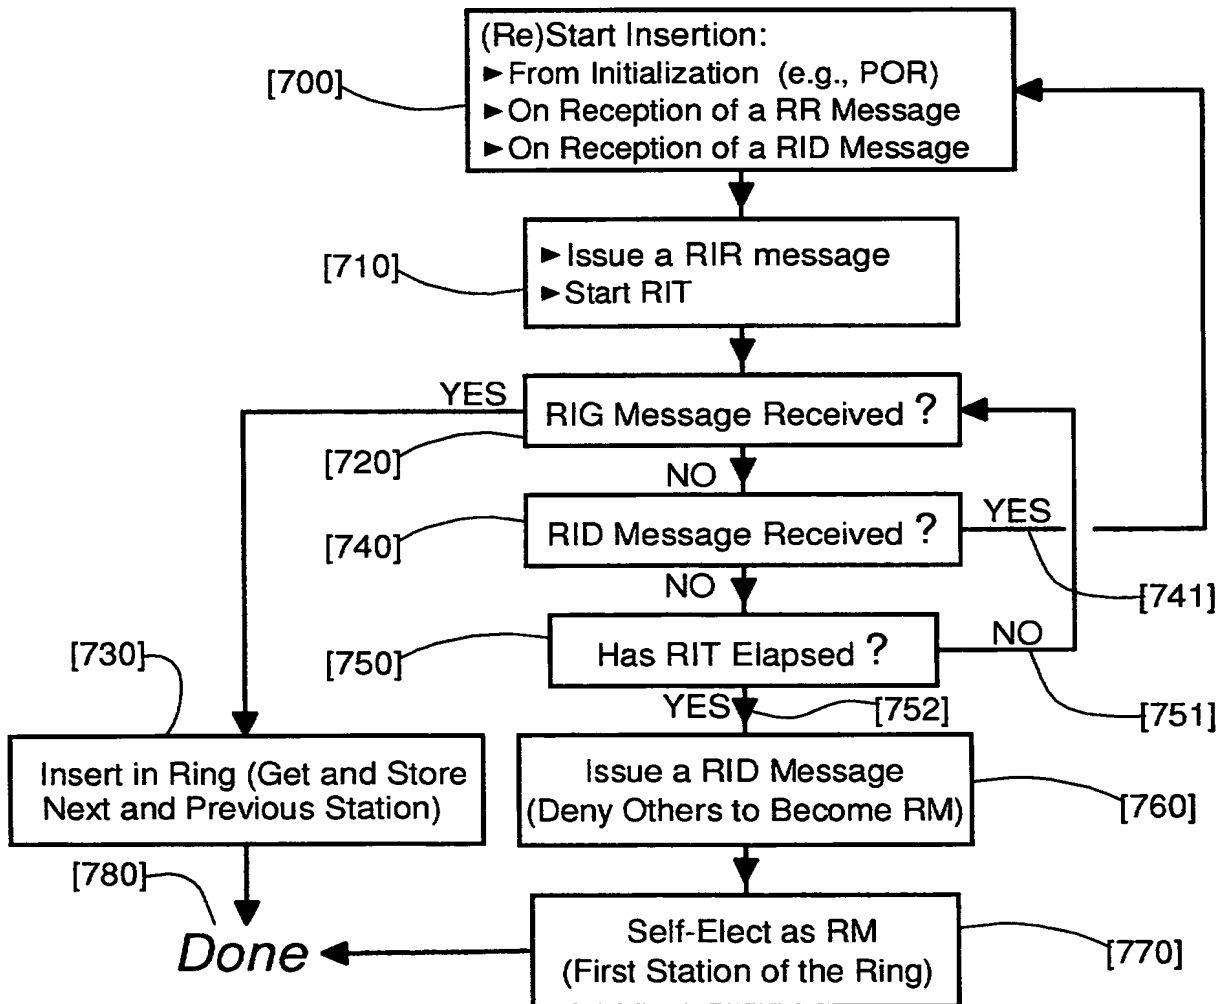 (Re)Start Insertion:
►From Initialization (e.g., POR)
►On Reception of a RR Message
►On Reception of a RID Message
[700]
►Issue a RIR message
►Start RIT
[710]
YES
RIG Message Received ?
[720]
NO
RID Message Received ?
YES
[740]
[741]
NO
Has RIT Elapsed ?
NO
[750]
[730]
YES
[752]
[751]
Insert in Ring (Get and Store
Next and Previous Station)
Issue a RID Message
(Deny Others to Become RM)
[760]
[780]
Done
Self-Elect as RM
(First Station of the Ring)
[770]